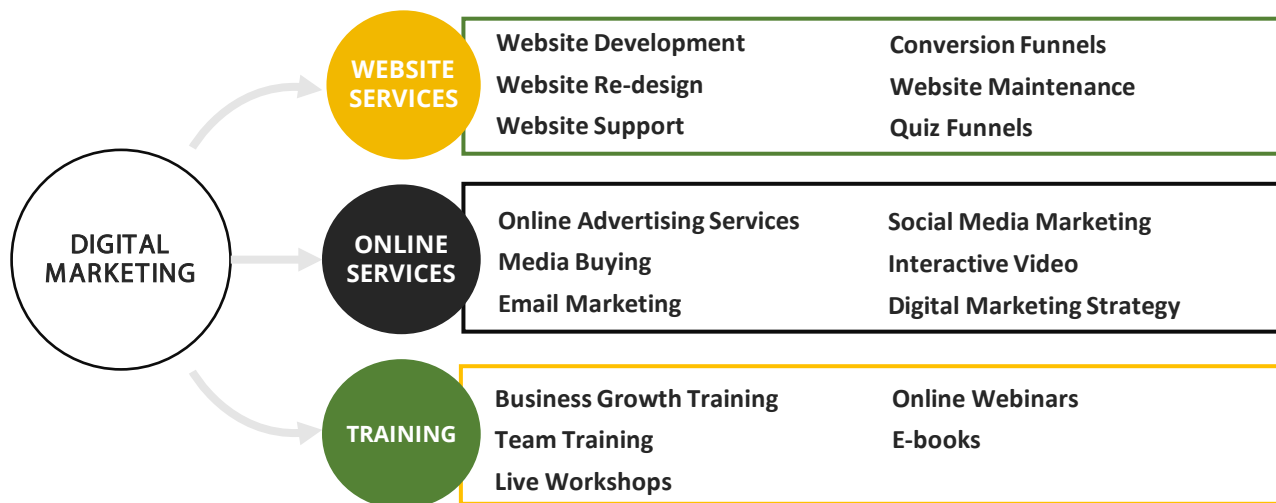 DIGITAL
MARKETING
WEBSITE
SERVICES
Website Development
Website Re-design
Website Support
Conversion Funnels
Website Maintenance
Quiz Funnels
ONLINE
SERVICES
Online Advertising Services
Media Buying
Email Marketing
Social Media Marketing
Interactive Video
Digital Marketing Strategy
TRAINING
Business Growth Training
Team Training
Live Workshops
Online Webinars
E-books